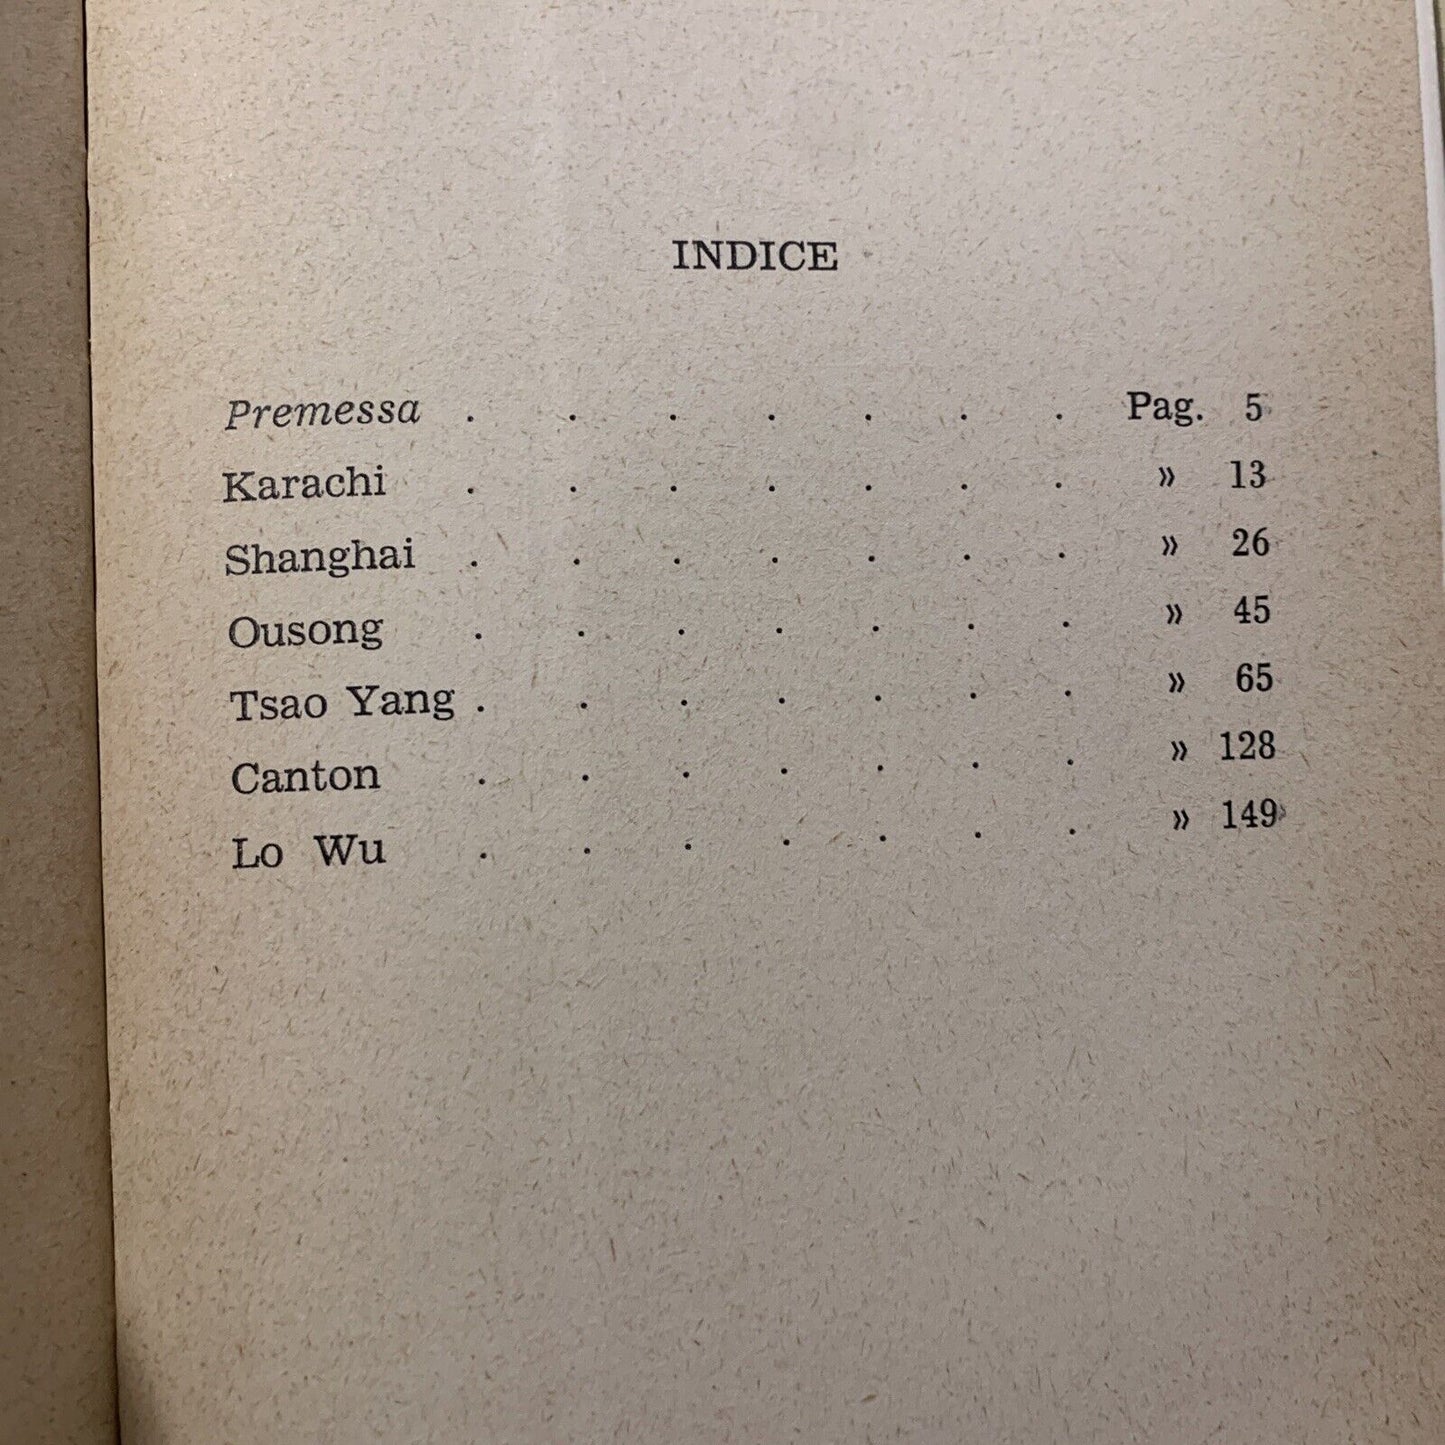 INDICE
Premessa . . . . . . . Pag. 5
Karachi . . . . . . . » 13
Shanghai . . . . . . . » 26
Ousong . . . . . . . » 45
Tsao Yang . . . . . . . » 65
Canton . . . . . . . » 128
Lo Wu . . . . . . . » 149